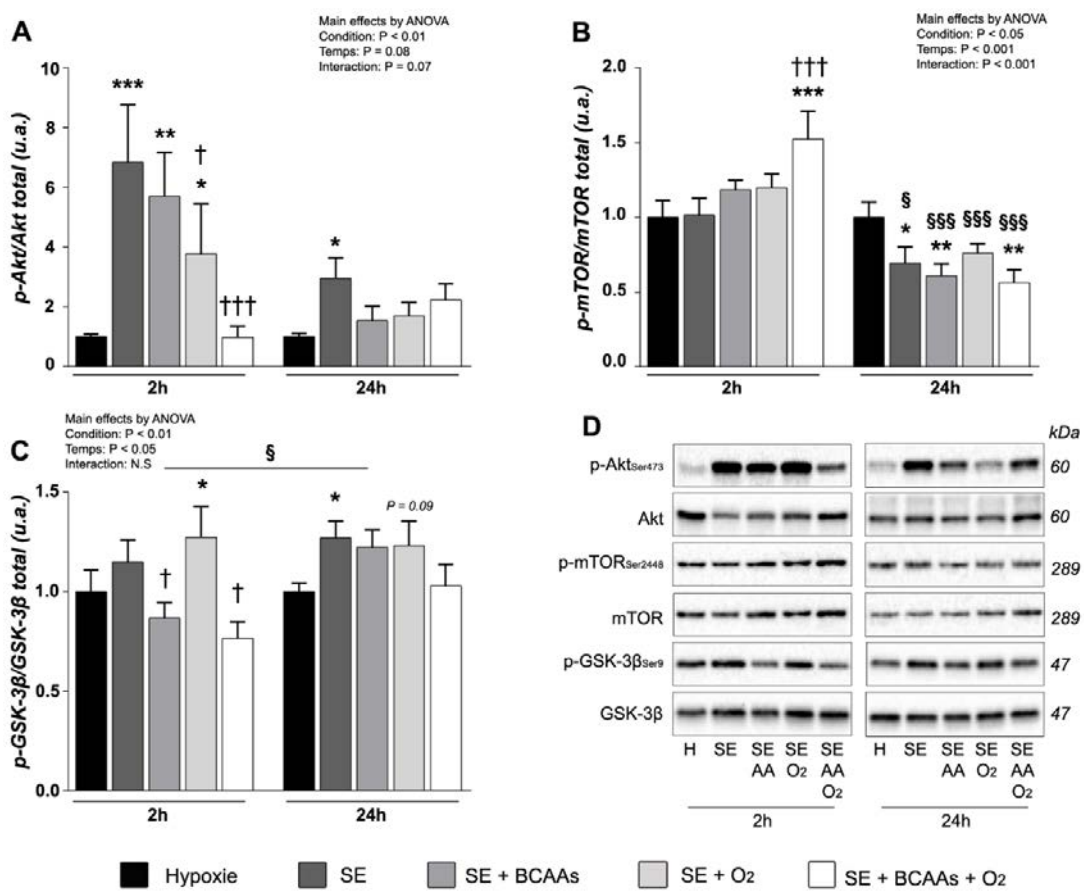 A
Main effects by ANOVA
Condition: P < 0.01
Temps: P = 0.08
Interaction: P = 0.07
p-Akt/Akt total (u.a.)
10
8
6
4
2
0
***
**
†
*
†††
*
2h
24h
B
Main effects by ANOVA
Condition: P < 0.05
Temps: P < 0.001
Interaction: P < 0.001
p-mTOR/mTOR total (u.a.)
2.0
1.5
1.0
0.5
0.0
†††
***
§ §§§ §§§ §§§
* ** **
2h
24h
Main effects by ANOVA
Condition: P < 0.01
Temps: P < 0.05
Interaction: N.S
C
§
p-GSK-3β/GSK-3β total (u.a.)
1.5
1.0
0.5
0.0
†
*
†
*
P = 0.09
2h
24h
D
kDa
p-AktSer473 60
Akt 60
p-mTORSer2448 289
mTOR 289
p-GSK-3βSer9 47
GSK-3β 47
H SE SE SE SE H SE SE SE SE
AA O2 AA AA O2 AA
O2 O2
2h 24h
Hypoxie SE SE + BCAAs SE + O2 SE + BCAAs + O2